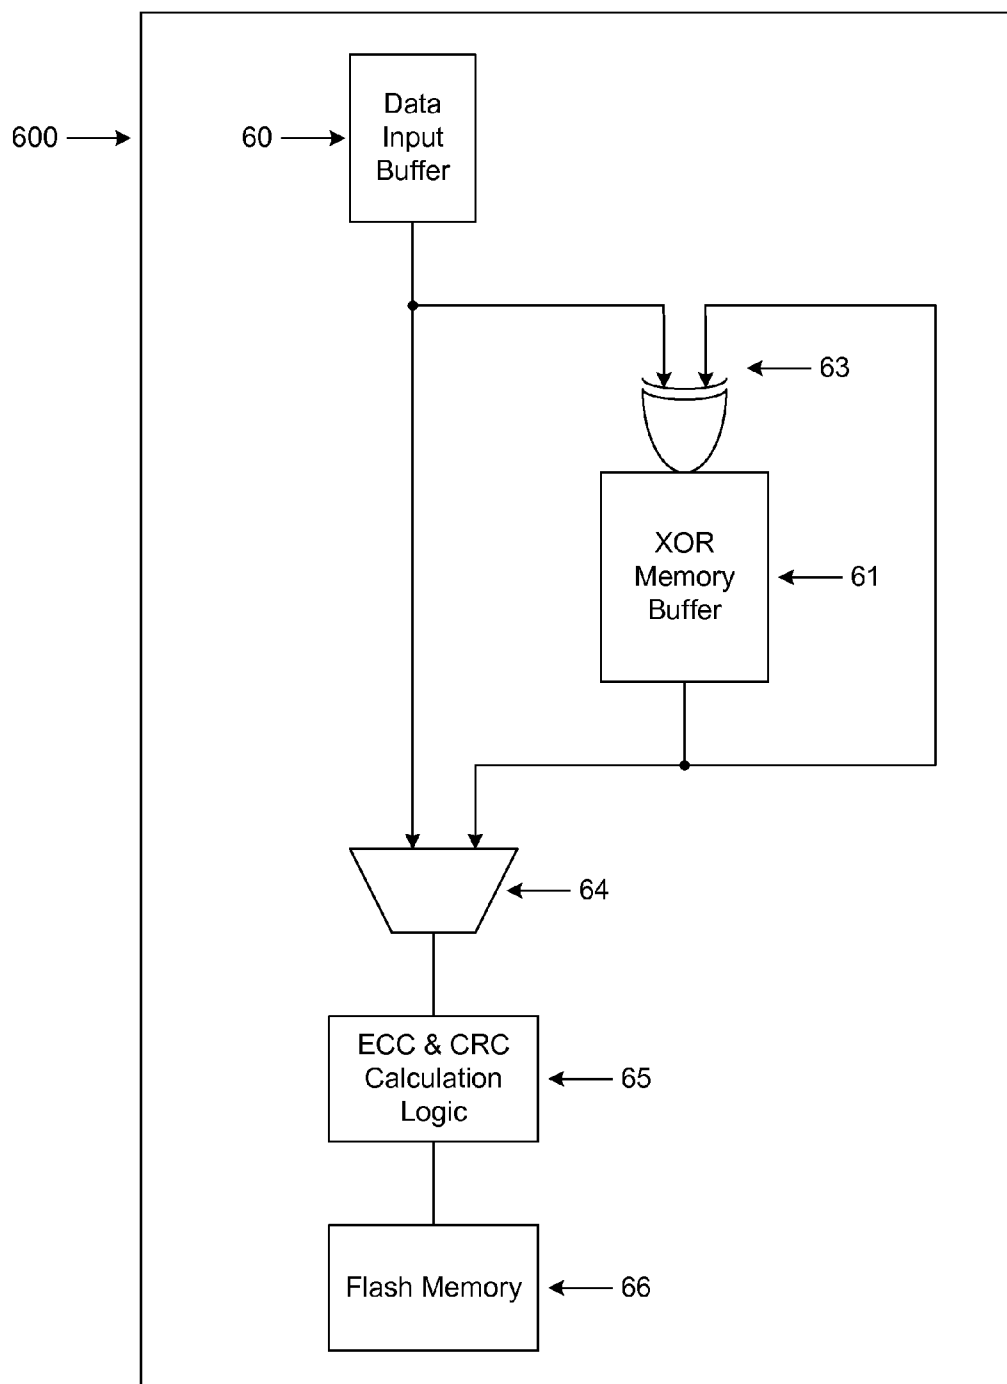 600
60
Data
Input
Buffer
63
XOR
Memory
Buffer
61
64
ECC & CRC
Calculation
Logic
65
Flash Memory
66